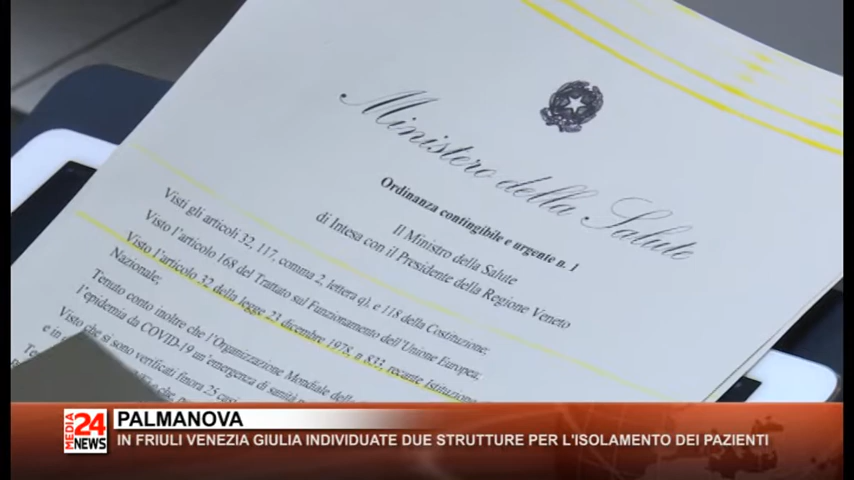 Ministero della Salute
Ordinanza contingibile e urgente n. 1
Il Minisro della Salute
di Intesa con il Presidente della Regione Veneto
Visti gli articoli 32, 117, comma 2, lettera q), e 118 della Costituzione;
Visto l'articolo 168 del Trattato sul Funzionamento dell'Unione Europez;
Visto l'articolo 32 della legge 23 dicembre 1978, n 833, recante Istituzione
Nazionale;
Tenuto conto inoltre che l'Organizzazione Mondiale della
l'epidemia da COVID-19 un'emergenza di sanità
Visto che si sono verificati finora 25 casi
e in
MEDIA 24 NEWS
PALMANOVA
IN FRIULI VENEZIA GIULIA INDIVIDUATE DUE STRUTTURE PER L'ISOLAMENTO DEI PAZIENTI